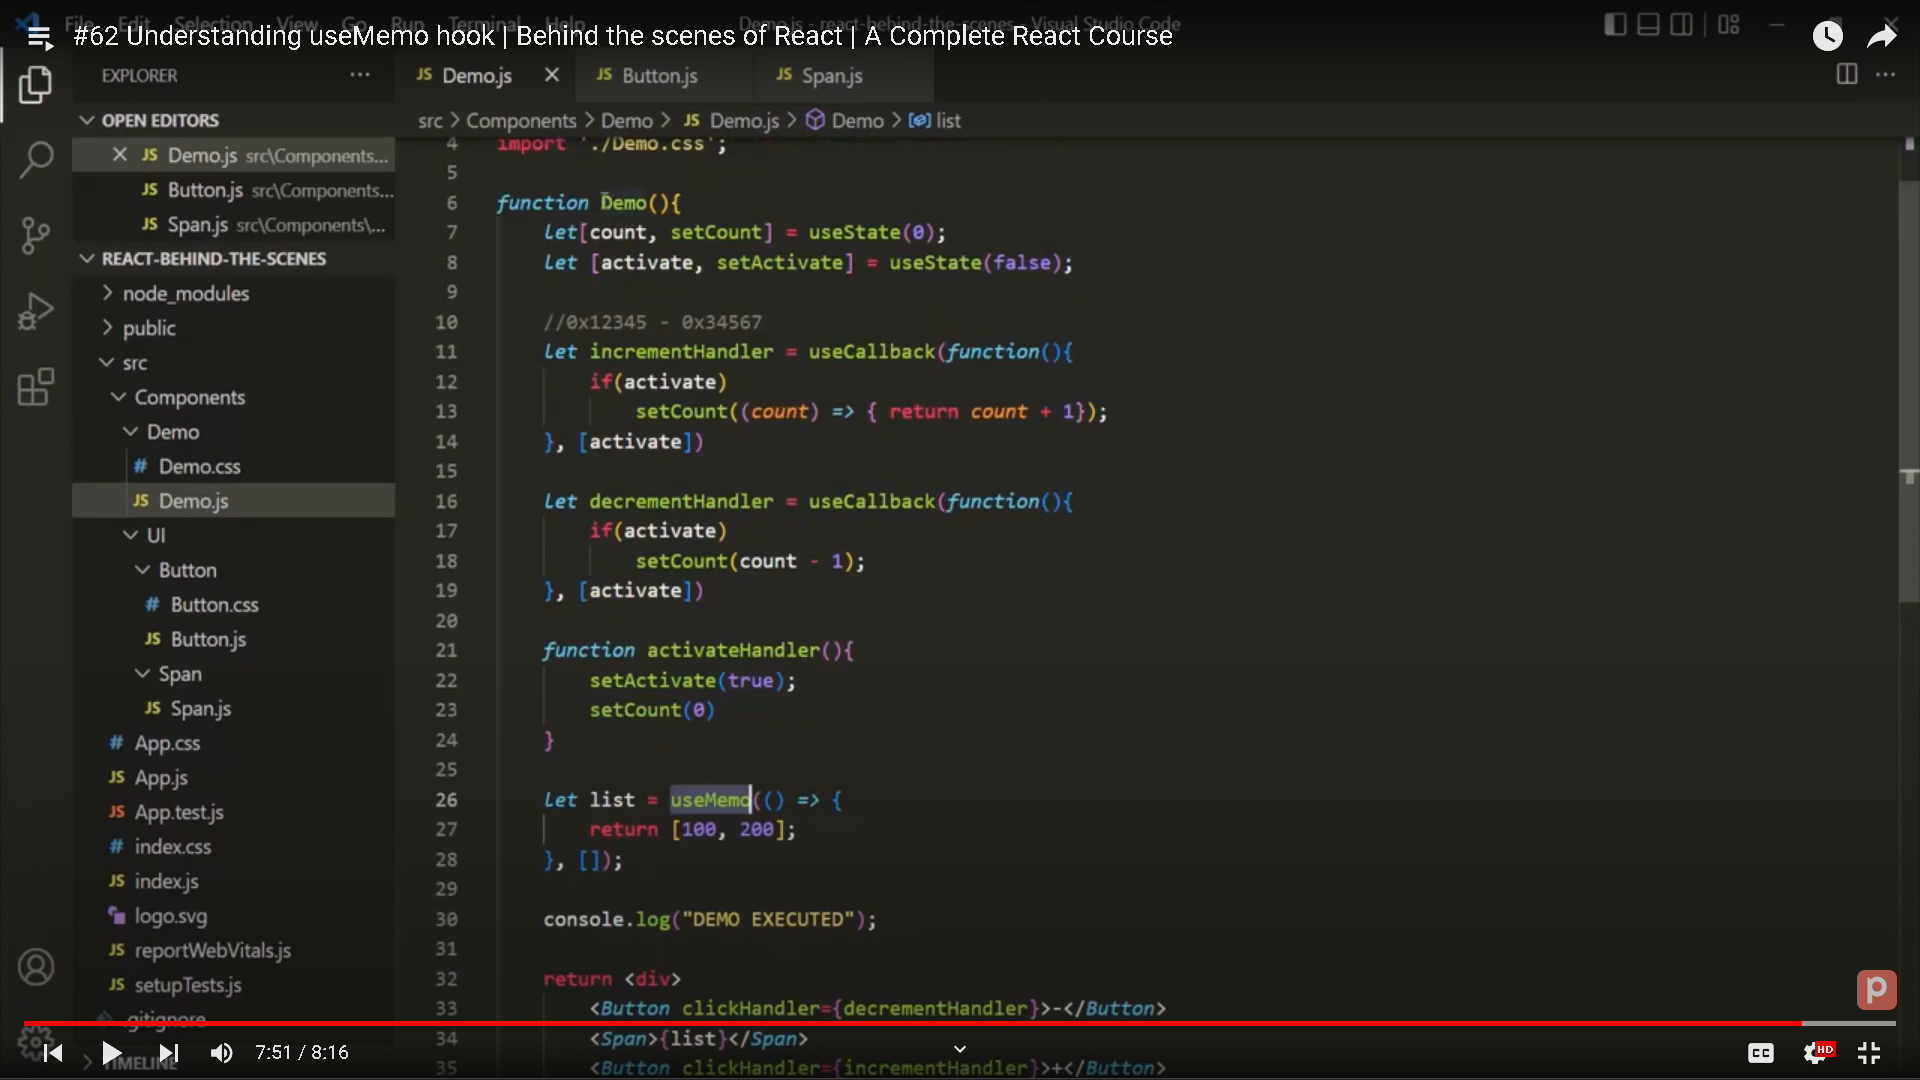 File Edit Selection View Go Run Terminal Help
Demo.js - react-behind-the-scenes - Visual Studio Code
#62 Understanding useMemo hook | Behind the scenes of React | A Complete React Course
EXPLORER
JS Demo.js
JS Button.js
JS Span.js
OPEN EDITORS
JS Demo.js src\Components...
JS Button.js src\Components...
JS Span.js src\Components\...
REACT-BEHIND-THE-SCENES
node_modules
public
src
Components
Demo
# Demo.css
JS Demo.js
UI
Button
# Button.css
JS Button.js
Span
JS Span.js
# App.css
JS App.js
JS App.test.js
# index.css
JS index.js
logo.svg
JS reportWebVitals.js
JS setupTests.js
.gitignore
TIMELINE
src > Components > Demo > JS Demo.js > Demo > list
4 import './Demo.css';
5
6 function Demo(){
7 let[count, setCount] = useState(0);
8 let [activate, setActivate] = useState(false);
9
10 //0x12345 - 0x34567
11 let incrementHandler = useCallback(function(){
12 if(activate)
13 setCount((count) => { return count + 1});
14 }, [activate])
15
16 let decrementHandler = useCallback(function(){
17 if(activate)
18 setCount(count - 1);
19 }, [activate])
20
21 function activateHandler(){
22 setActivate(true);
23 setCount(0)
24 }
25
26 let list = useMemo(() => {
27 return [100, 200];
28 }, []);
29
30 console.log("DEMO EXECUTED");
31
32 return <div>
33 <Button clickHandler={decrementHandler}>-</Button>
34 <Span>{list}</Span>
35 <Button clickHandler={incrementHandler}>+</Button>
p
7:51 / 8:16
CC
HD